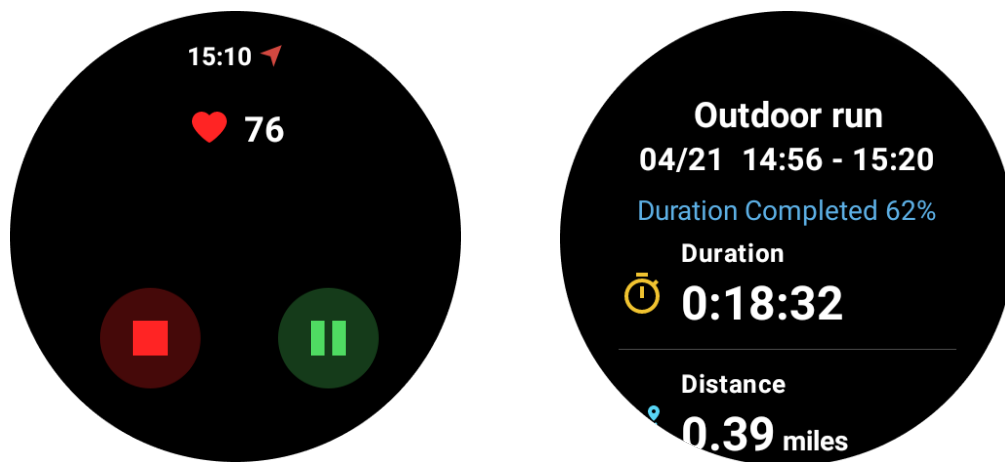 15:10
76
Outdoor run
04/21 14:56 - 15:20
Duration Completed 62%
Duration
0:18:32
Distance
0.39 miles